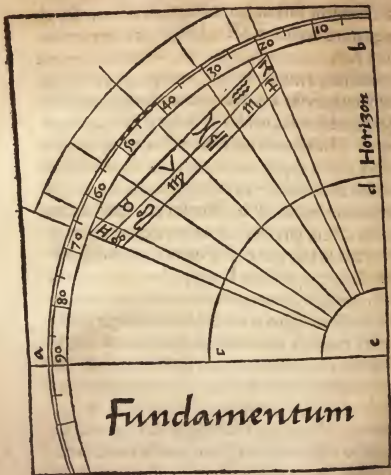 10
20
30
40
50
60
70
80
90
♑ ♐
♒ ♏
♓ ♎
♈ ♍
♉ ♌
♊ ♋
a
b
Horizon
c
d
e
Fundamentum